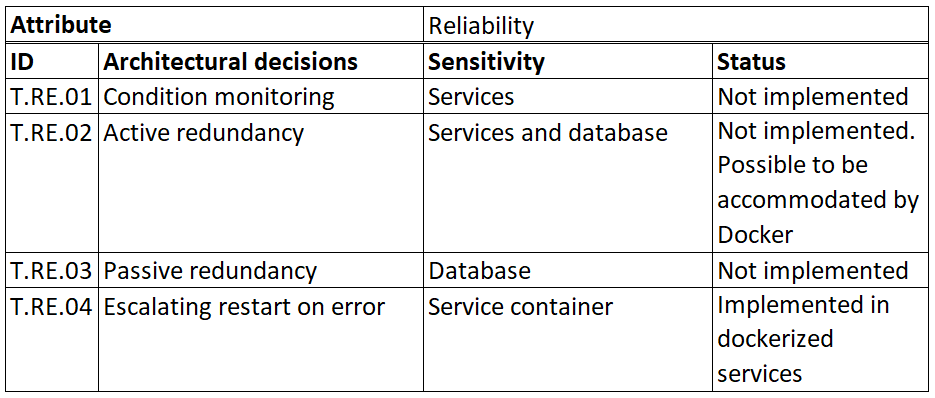 Attribute Reliability
ID Architectural decisions Sensitivity Status
T.RE.01 Condition monitoring Services Not implemented
T.RE.02 Active redundancy Services and database Not implemented.
Possible to be
accommodated by
Docker
T.RE.03 Passive redundancy Database Not implemented
T.RE.04 Escalating restart on error Service container Implemented in
dockerized
services